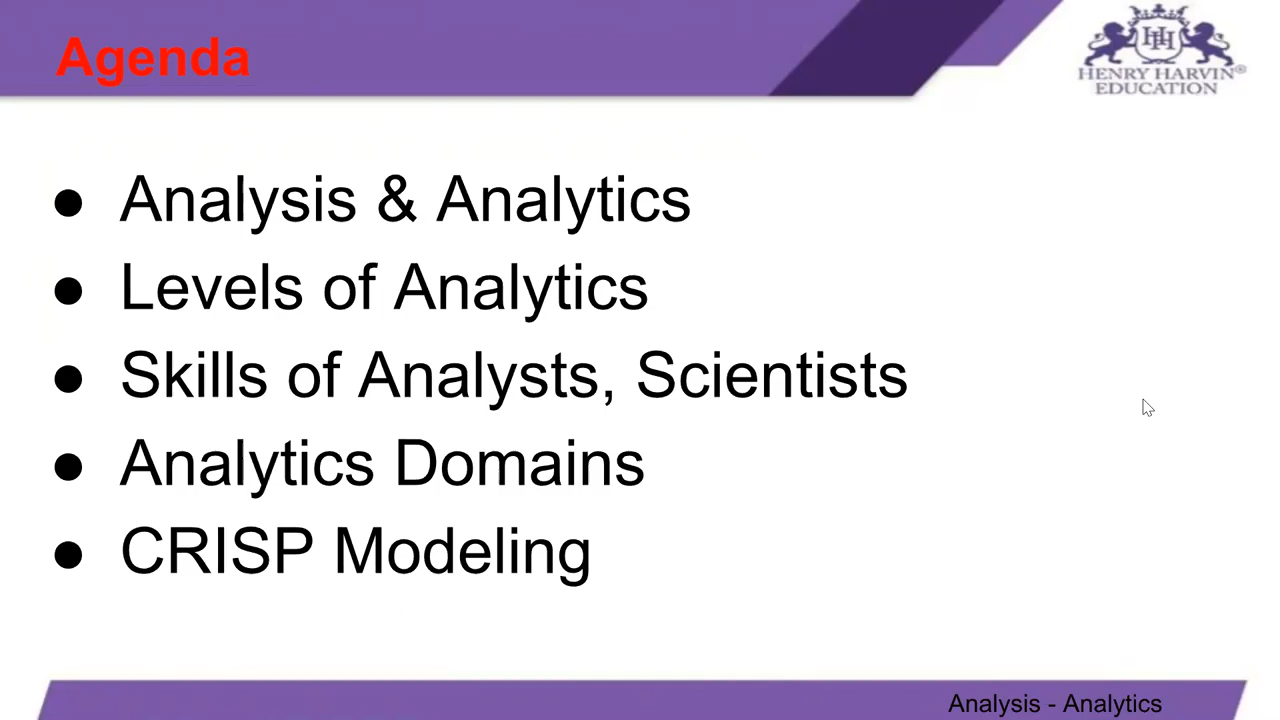 Agenda
HENRY HARVIN®
EDUCATION
● Analysis & Analytics
● Levels of Analytics
● Skills of Analysts, Scientists
● Analytics Domains
● CRISP Modeling
Analysis - Analytics